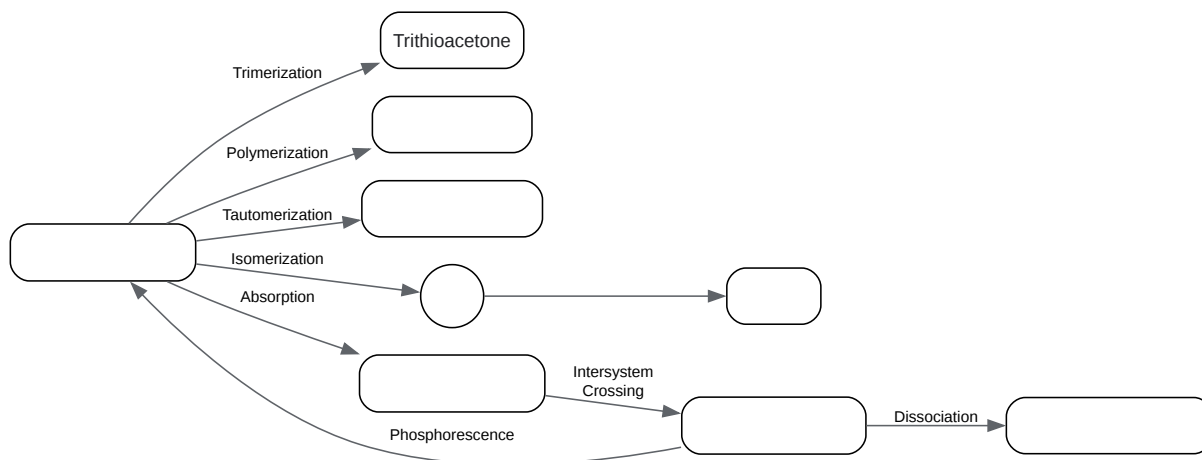 Trithioacetone
Trimerization
Polymerization
Tautomerization
Isomerization
Absorption
Intersystem
Crossing
Dissociation
Phosphorescence